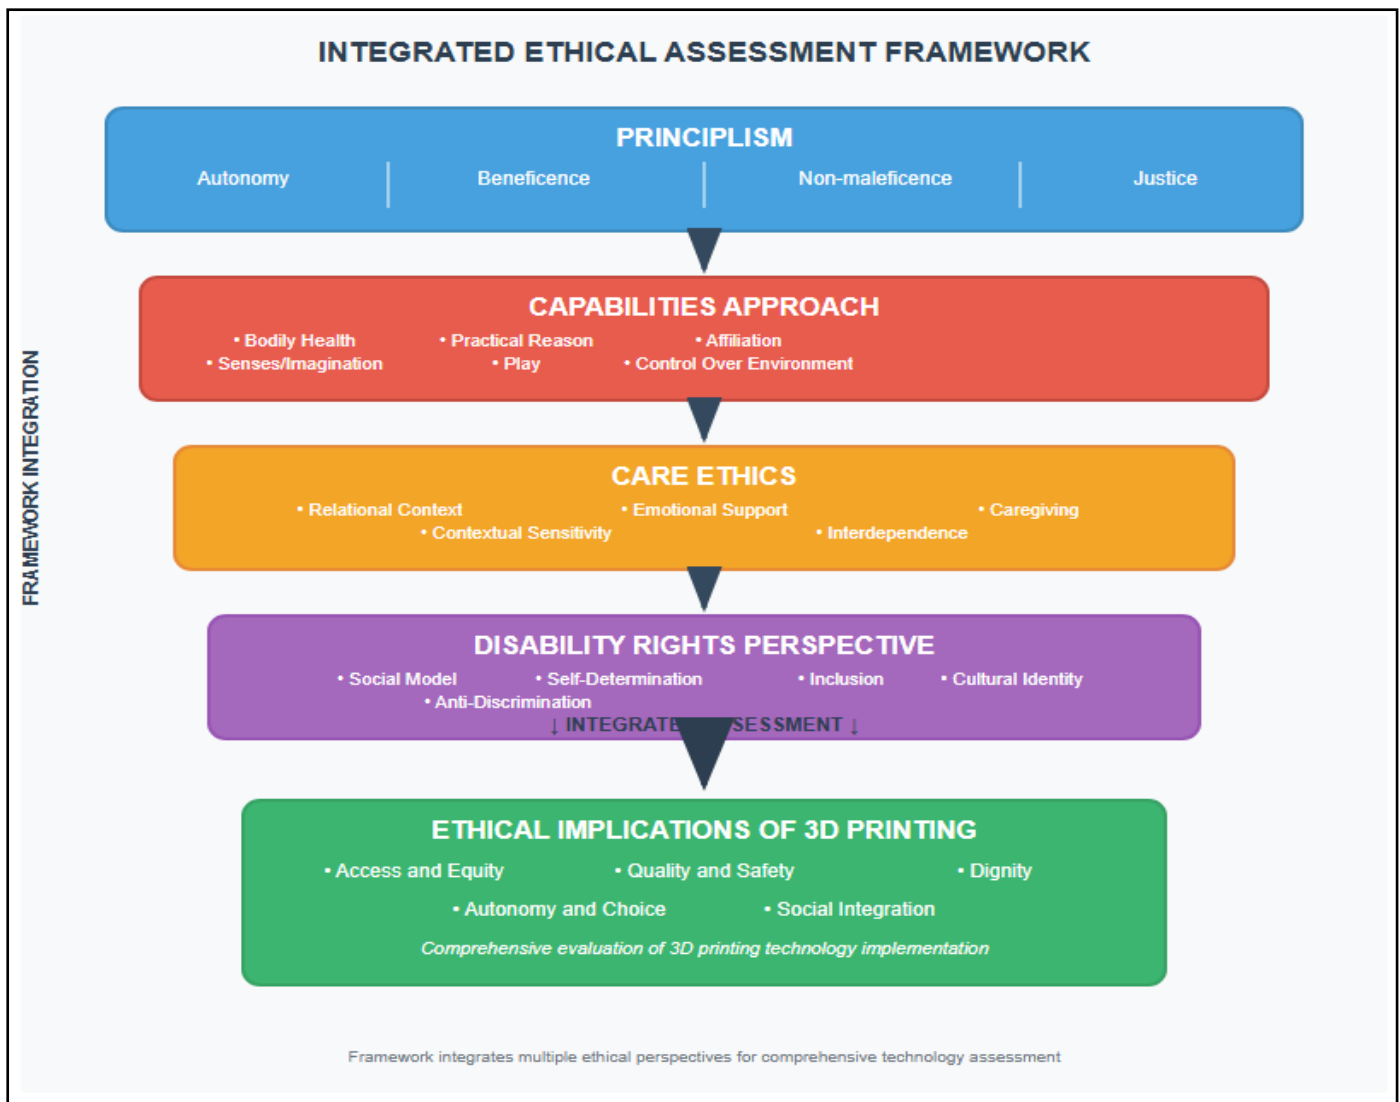 INTEGRATED ETHICAL ASSESSMENT FRAMEWORK
PRINCIPLISM
Autonomy Beneficence Non-maleficence Justice
CAPABILITIES APPROACH
• Bodily Health • Practical Reason • Affiliation
• Senses/Imagination • Play • Control Over Environment
FRAMEWORK INTEGRATION
CARE ETHICS
• Relational Context • Emotional Support • Caregiving
• Contextual Sensitivity • Interdependence
DISABILITY RIGHTS PERSPECTIVE
• Social Model • Self-Determination • Inclusion • Cultural Identity
• Anti-Discrimination
↓ INTEGRATE SESSMENT ↓
ETHICAL IMPLICATIONS OF 3D PRINTING
• Access and Equity • Quality and Safety • Dignity
• Autonomy and Choice • Social Integration
Comprehensive evaluation of 3D printing technology implementation
Framework integrates multiple ethical perspectives for comprehensive technology assessment